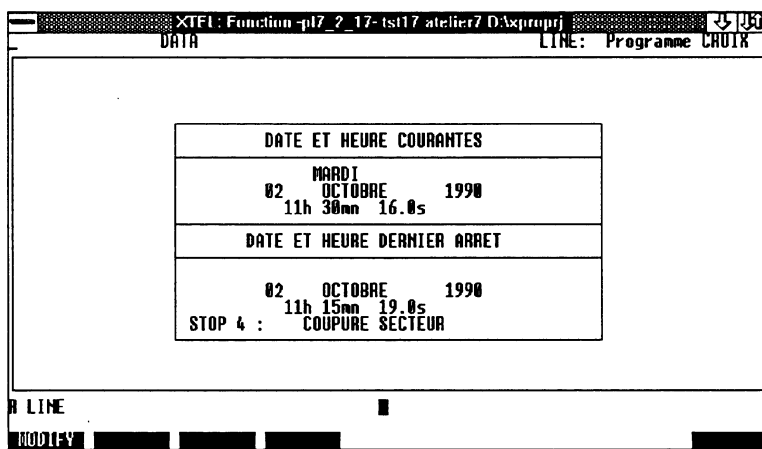 XTEL: Function -pl7_2_17- tst17 atelier7 D:\xproprj
DATA LINE: Programme CHOIX
DATE ET HEURE COURANTES
MARDI
02 OCTOBRE 1990
11h 30mn 16.0s
DATE ET HEURE DERNIER ARRET
02 OCTOBRE 1990
11h 15mn 19.0s
STOP 4 : COUPURE SECTEUR
R LINE
MODIFY